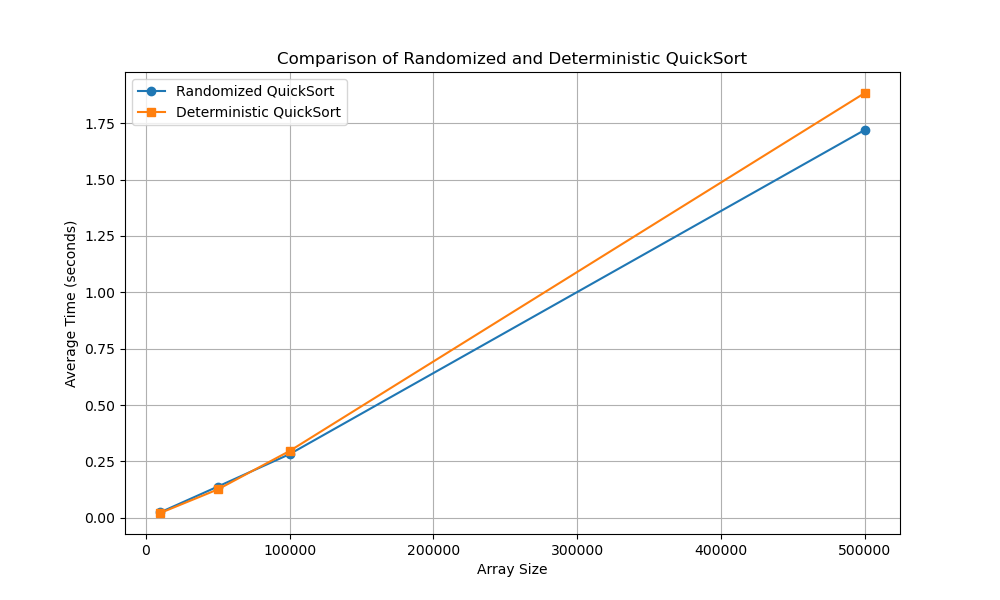 Comparison of Randomized and Deterministic QuickSort
Randomized QuickSort
Deterministic QuickSort
Average Time (seconds)
1.75
1.50
1.25
1.00
0.75
0.50
0.25
0.00
0 100000 200000 300000 400000 500000
Array Size